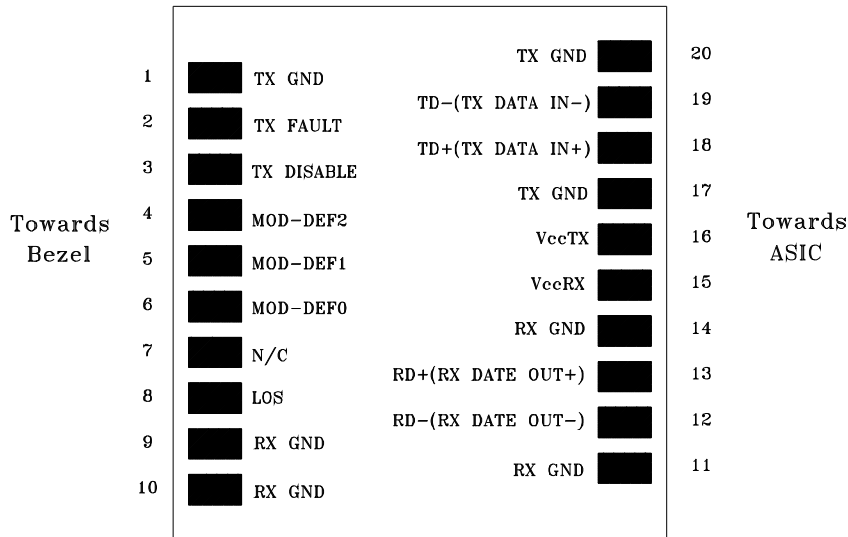 Towards
Bezel
1 TX GND
2 TX FAULT
3 TX DISABLE
4 MOD-DEF2
5 MOD-DEF1
6 MOD-DEF0
7 N/C
8 LOS
9 RX GND
10 RX GND
TX GND 20
TD-(TX DATA IN-) 19
TD+(TX DATA IN+) 18
TX GND 17
VccTX 16
VccRX 15
RX GND 14
RD+(RX DATE OUT+) 13
RD-(RX DATE OUT-) 12
RX GND 11
Towards
ASIC